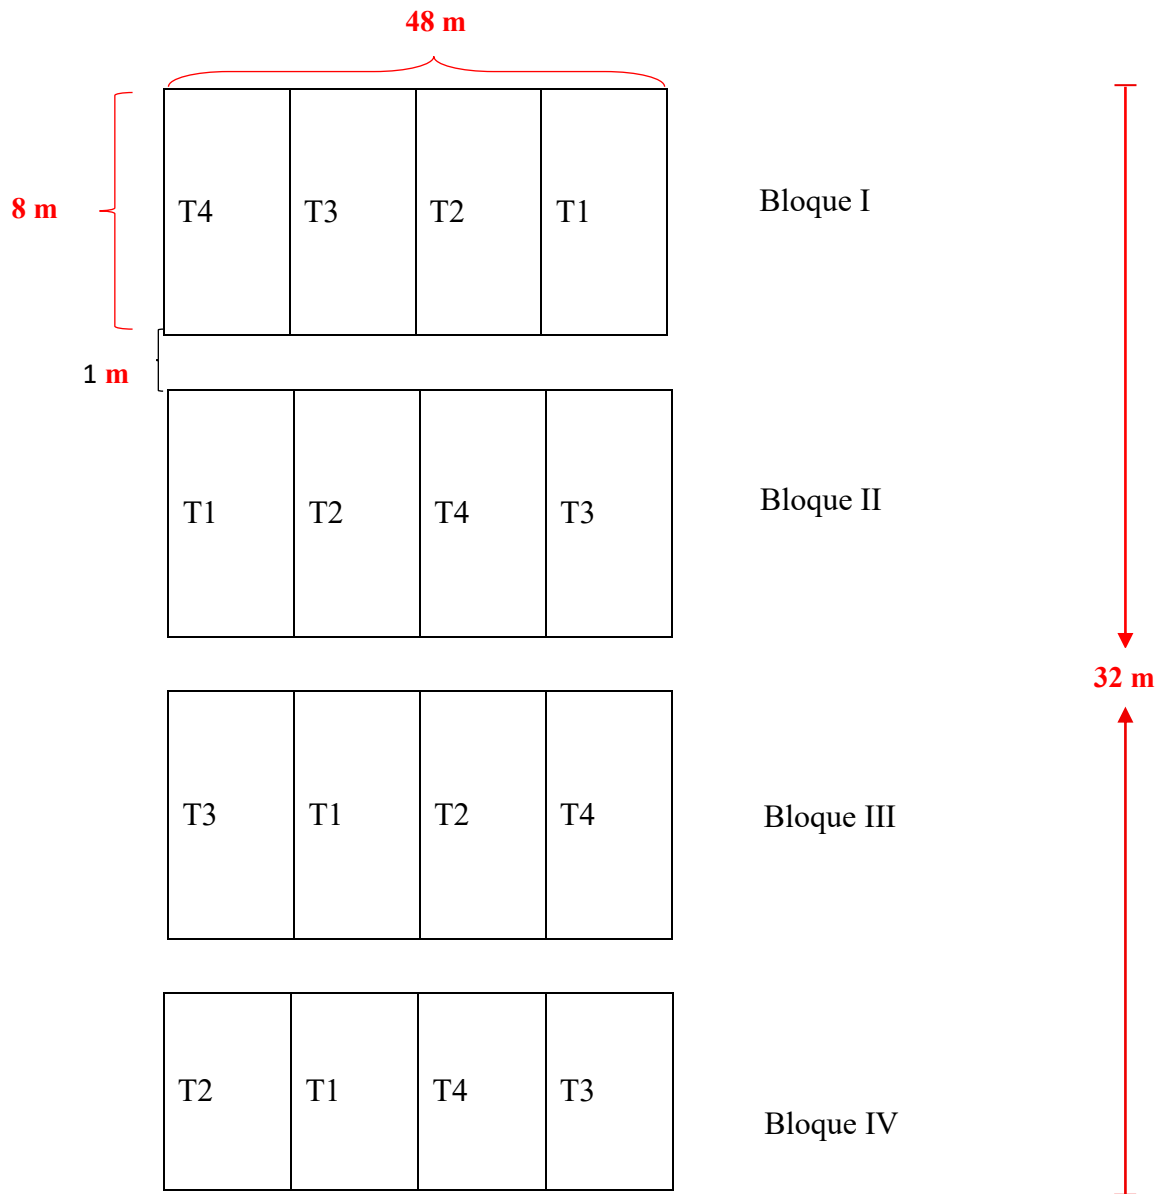 48 m
8 m
T4 T3 T2 T1
Bloque I
1 m
T1 T2 T4 T3
Bloque II
32 m
T3 T1 T2 T4
Bloque III
T2 T1 T4 T3
Bloque IV